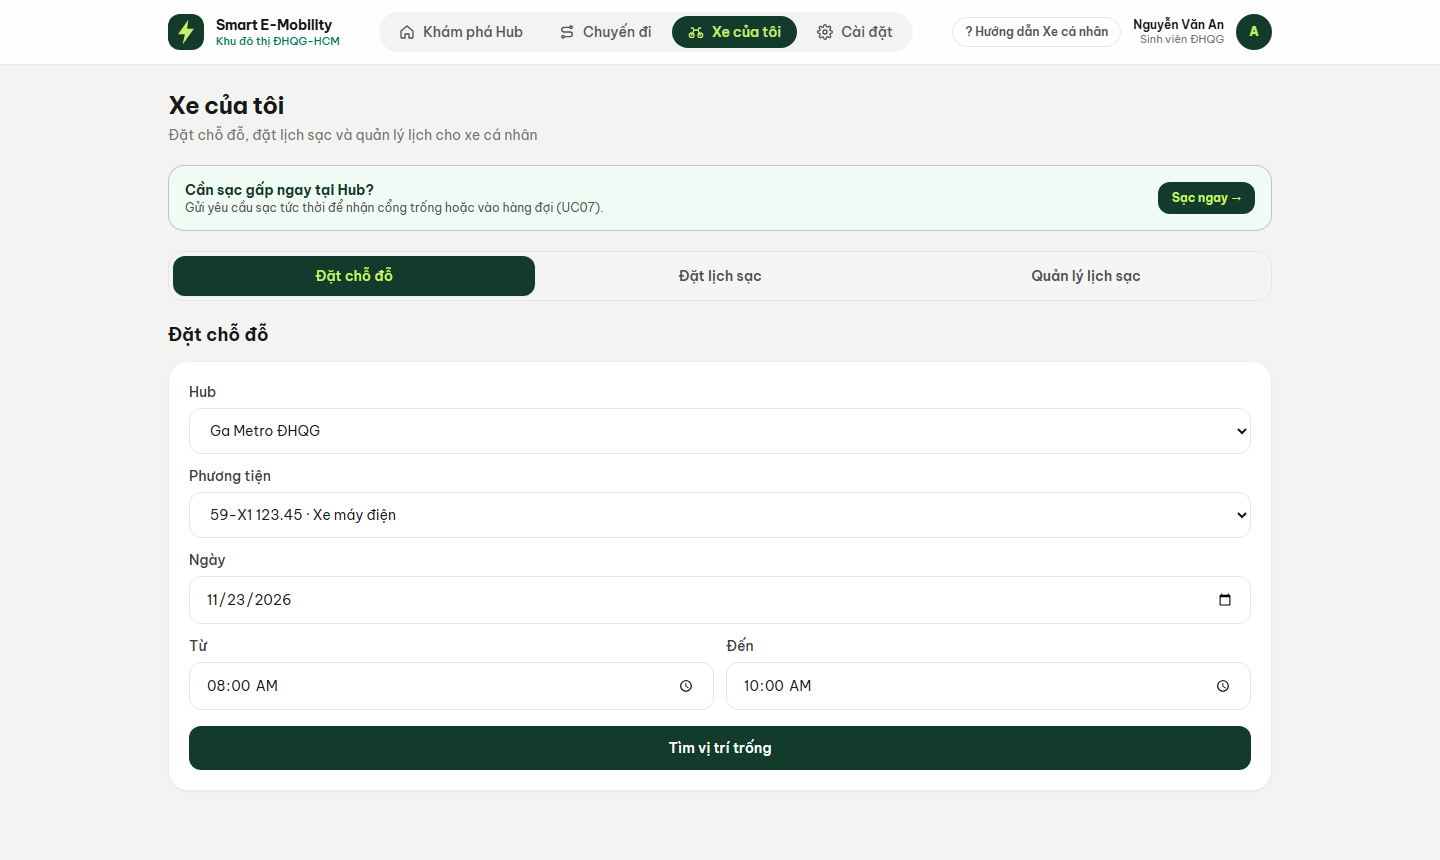 Smart E-Mobility
Khu đô thị ĐHQG-HCM
Khám phá Hub
Chuyến đi
Xe của tôi
Cài đặt
? Hướng dẫn Xe cá nhân
Nguyễn Văn An
Sinh viên ĐHQG
A
Xe của tôi
Đặt chỗ đỗ, đặt lịch sạc và quản lý lịch cho xe cá nhân
Cần sạc gấp ngay tại Hub?
Gửi yêu cầu sạc tức thời để nhận cổng trống hoặc vào hàng đợi (UC07).
Sạc ngay →
Đặt chỗ đỗ
Đặt lịch sạc
Quản lý lịch sạc
Đặt chỗ đỗ
Hub
Ga Metro ĐHQG
Phương tiện
59-X1 123.45 · Xe máy điện
Ngày
11/23/2026
Từ
Đến
08:00 AM
10:00 AM
Tìm vị trí trống